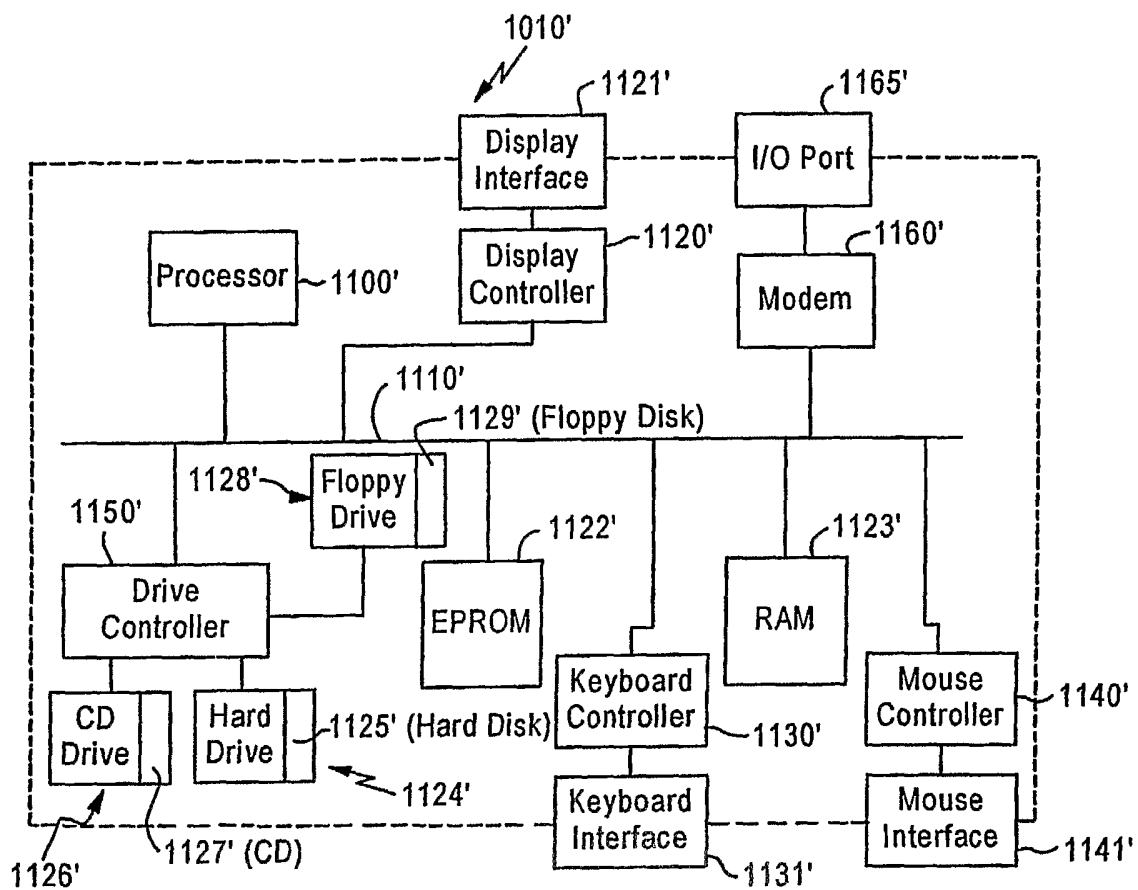 1010'
1121'
1165'
Display
Interface
I/O Port
1120'
1160'
Display
Controller
Processor
1100'
Modem
1110'
1129' (Floppy Disk)
1128'
Floppy
Drive
1150'
1122'
1123'
Drive
Controller
EPROM
RAM
Keyboard
Controller
1130'
Mouse
Controller
1140'
CD
Drive
Hard
Drive
1125' (Hard Disk)
1124'
Keyboard
Interface
1131'
Mouse
Interface
1141'
1127' (CD)
1126'